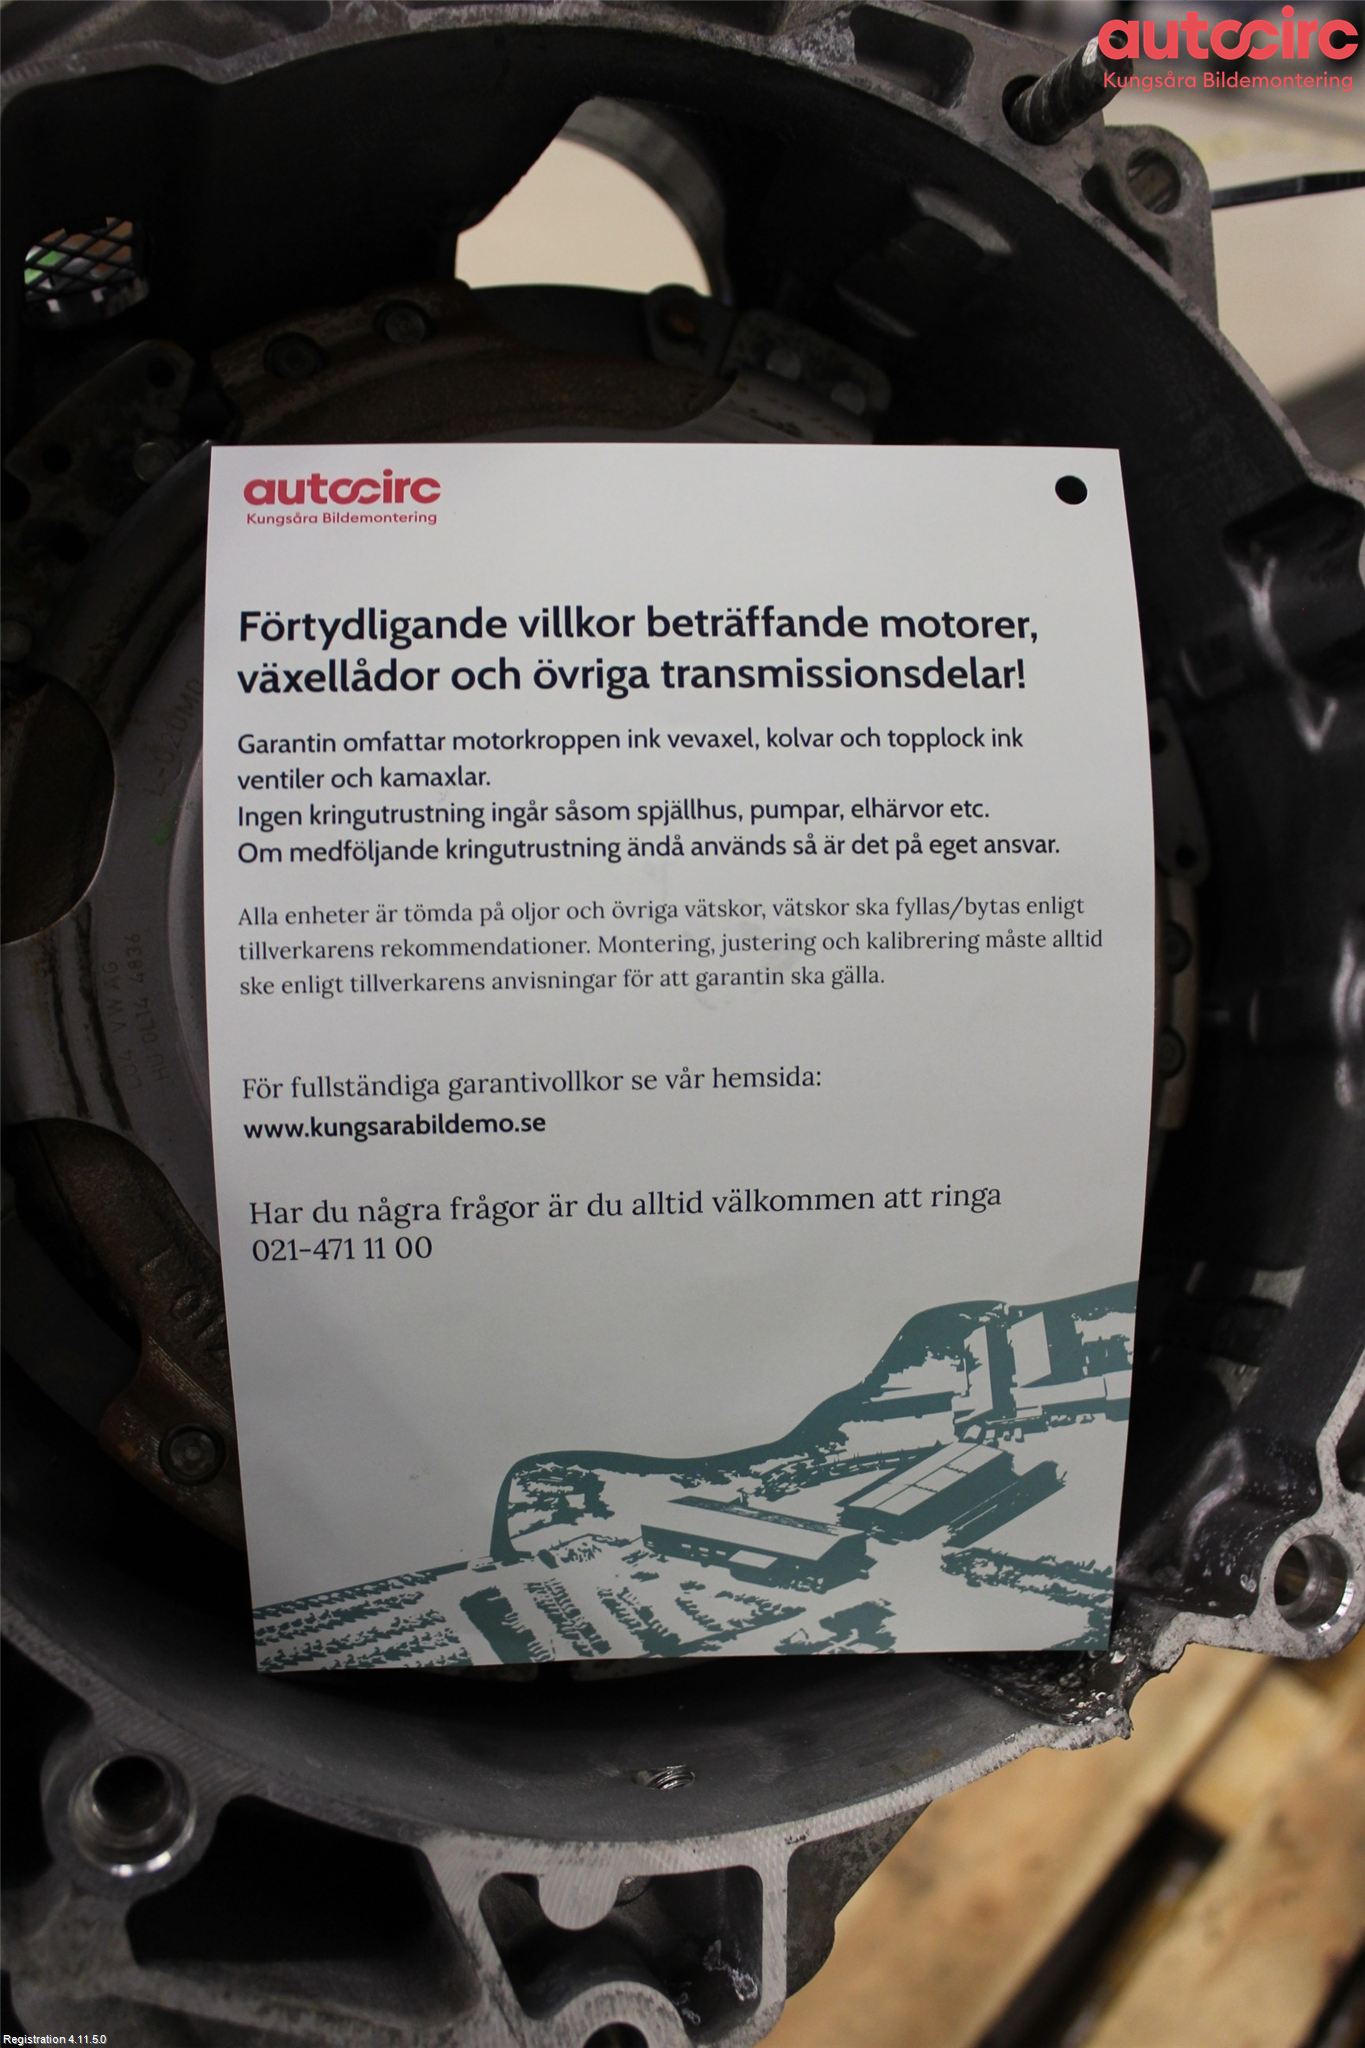 autocirc
Kungsåra Bildemontering
autocirc
Kungsåra Bildemontering
Förtydligande villkor beträffande motorer,
växellådor och övriga transmissionsdelar!
Garantin omfattar motorkroppen ink vevaxel, kolvar och topplock ink
ventiler och kamaxlar.
Ingen kringutrustning ingår såsom spjällhus, pumpar, elhärvor etc.
Om medföljande kringutrustning ändå används så är det på eget ansvar.
Alla enheter är tömda på oljor och övriga vätskor, vätskor ska fyllas/bytas enligt
tillverkarens rekommendationer. Montering, justering och kalibrering måste alltid
ske enligt tillverkarens anvisningar för att garantin ska gälla.
För fullständiga garantivollkor se vår hemsida:
www.kungsarabildemo.se
Har du några frågor är du alltid välkommen att ringa
021-471 11 00
VW AG
Registration 4.11.5.0